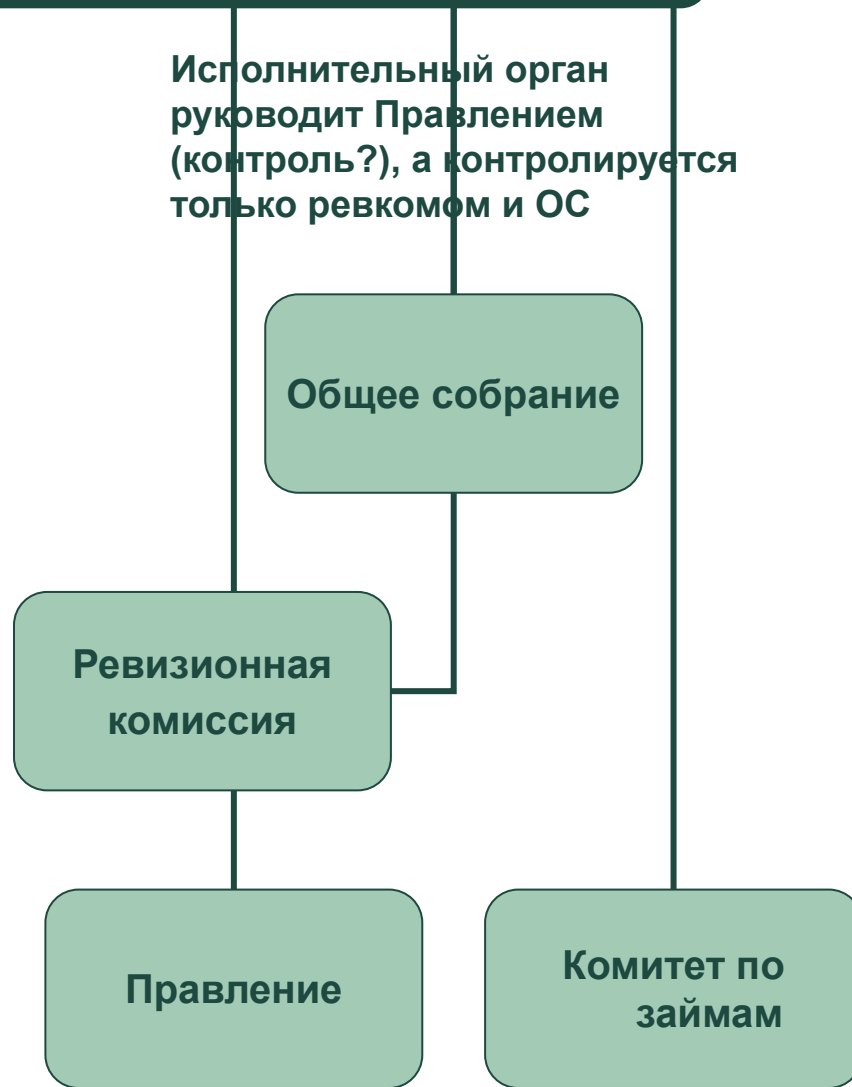 Исполнительный орган
руководит Правлением
(контроль?), а контролируется
только ревкомом и ОС
Общее собрание
Ревизионная
комиссия
Правление
Комитет по
займам